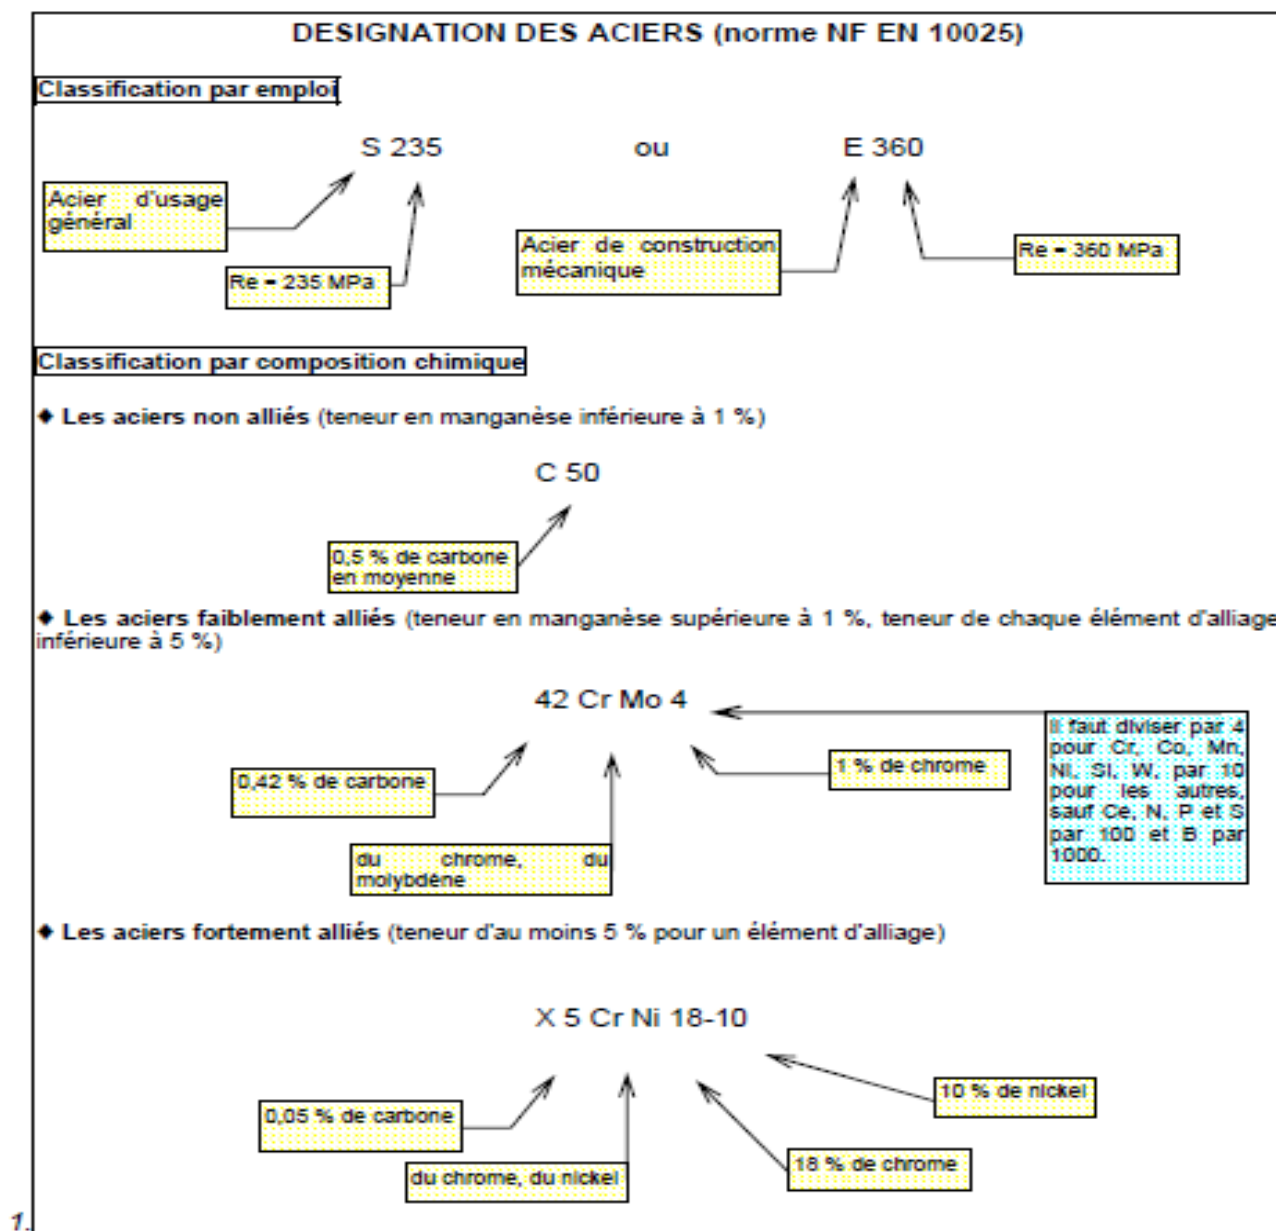 DESIGNATION DES ACIERS (norme NF EN 10025)
Classification par emploi
S 235
ou
E 360
Acier d'usage
général
Re = 235 MPa
Acier de construction
mécanique
Re = 360 MPa
Classification par composition chimique
♦ Les aciers non alliés (teneur en manganèse inférieure à 1 %)
C 50
0,5 % de carbone
en moyenne
♦ Les aciers faiblement alliés (teneur en manganèse supérieure à 1 %, teneur de chaque élément d'alliage
inférieure à 5 %)
42 Cr Mo 4
0,42 % de carbone
du chrome, du
molybdène
1 % de chrome
Il faut diviser par 4
pour Cr, Co, Mn,
Ni, Si, W, par 10
pour les autres,
sauf Ce, N, P et S
par 100 et B par
1000.
♦ Les aciers fortement alliés (teneur d'au moins 5 % pour un élément d'alliage)
X 5 Cr Ni 18-10
0,05 % de carbone
du chrome, du nickel
18 % de chrome
10 % de nickel
1.